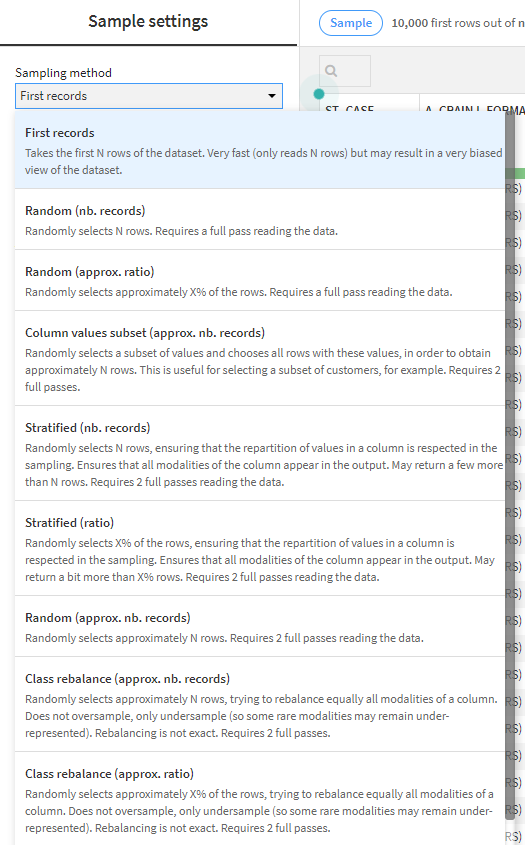 Sample settings
Sample
10,000 first rows out of
Sampling method
First records
First records
Takes the first N rows of the dataset. Very fast (only reads N rows) but may result in a very biased
view of the dataset.
Random (nb. records)
Randomly selects N rows. Requires a full pass reading the data.
Random (approx. ratio)
Randomly selects approximately X% of the rows. Requires a full pass reading the data.
Column values subset (approx. nb. records)
Randomly selects a subset of values and chooses all rows with these values, in order to obtain
approximately N rows. This is useful for selecting a subset of customers, for example. Requires 2
full passes.
Stratified (nb. records)
Randomly selects N rows, ensuring that the repartition of values in a column is respected in the
sampling. Ensures that all modalities of the column appear in the output. May return a few more
than N rows. Requires 2 full passes reading the data.
Stratified (ratio)
Randomly selects X% of the rows, ensuring that the repartition of values in a column is
respected in the sampling. Ensures that all modalities of the column appear in the output. May
return a bit more than X% rows. Requires 2 full passes reading the data.
Random (approx. nb. records)
Randomly selects approximately N rows. Requires 2 full passes reading the data.
Class rebalance (approx. nb. records)
Randomly selects approximately N rows, trying to rebalance equally all modalities of a column.
Does not oversample, only undersample (so some rare modalities may remain under-
represented). Rebalancing is not exact. Requires 2 full passes.
Class rebalance (approx. ratio)
Randomly selects approximately X% of the rows, trying to rebalance equally all modalities of a
column. Does not oversample, only undersample (so some rare modalities may remain under-
represented). Rebalancing is not exact. Requires 2 full passes.